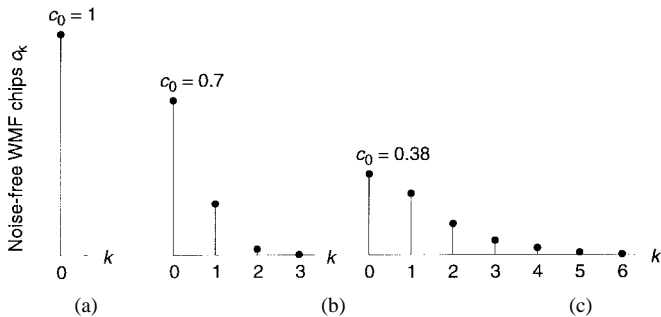 Noise-free WMF chips ck
c0 = 1
0
k
(a)
c0 = 0.7
0 1 2 3
k
(b)
c0 = 0.38
0 1 2 3 4 5 6
k
(c)